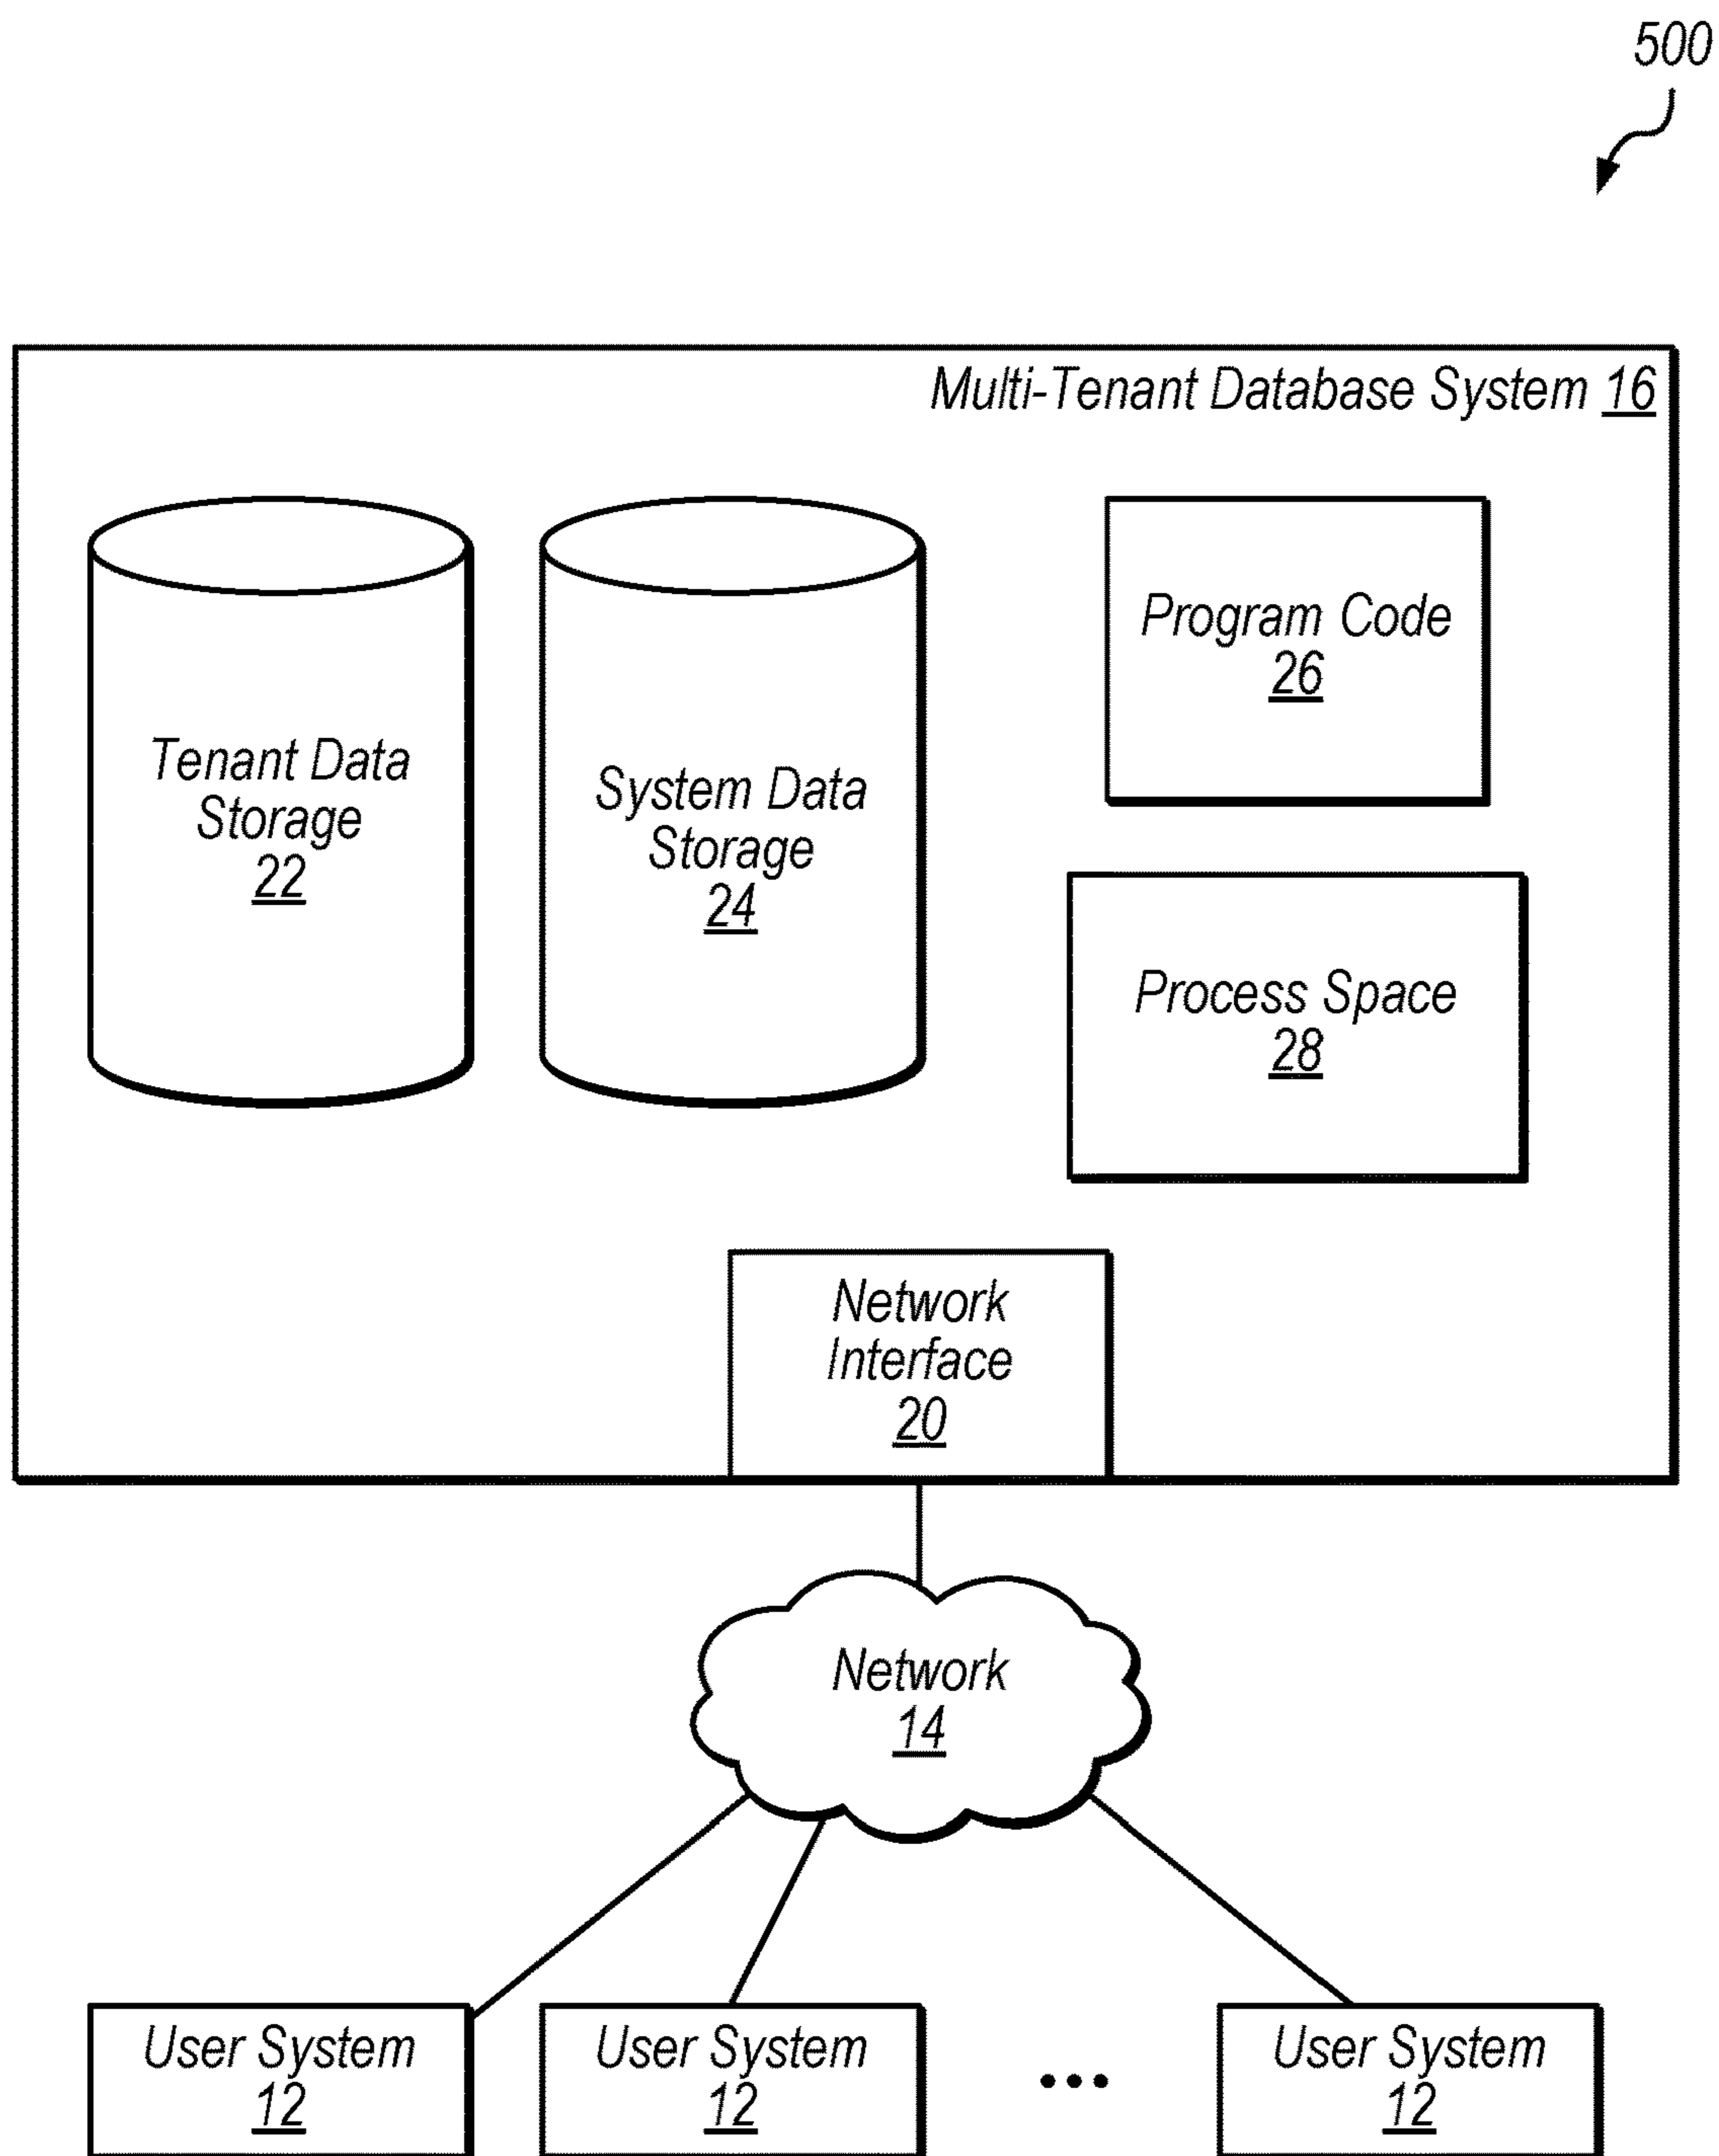 500
Multi-Tenant Database System 16
Tenant Data
Storage
22
System Data
Storage
24
Program Code
26
Process Space
28
Network
Interface
20
Network
14
User System
12
User System
12
•••
User System
12